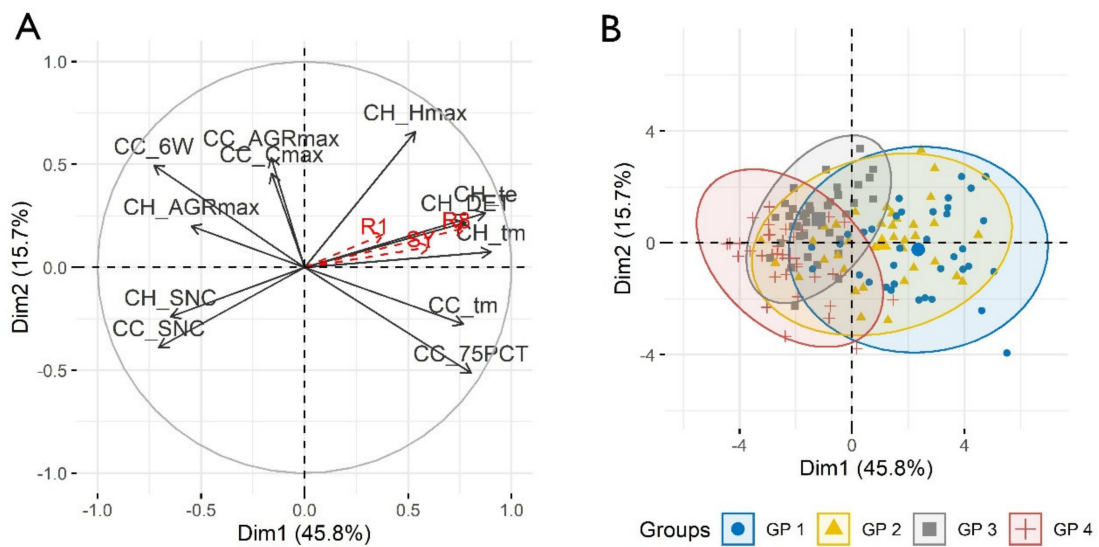 A
B
1.0
0.5
0.0
-0.5
-1.0
-1.0
-0.5
0.0
0.5
1.0
Dim2 (15.7%)
Dim1 (45.8%)
CH_Hmax
CC_AGRmax
CC_6W
CC_Cmax
CH_AGRmax
CH_te
CH_DET
R1
R8
SY
CH_tm
CH_SNC
CC_SNC
CC_tm
CC_75PCT
4
0
-4
-4
0
4
Dim2 (15.7%)
Dim1 (45.8%)
Groups GP 1 GP 2 GP 3 GP 4